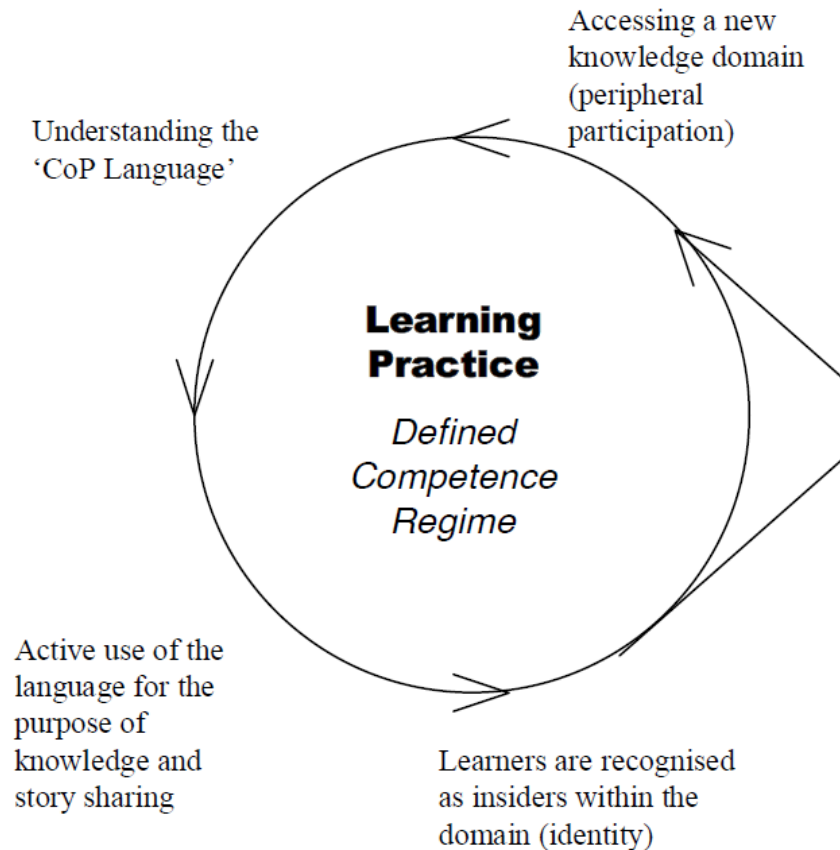 Accessing a new
knowledge domain
(peripheral
participation)
Understanding the
‘CoP Language’
Learning
Practice
Defined
Competence
Regime
Active use of the
language for the
purpose of
knowledge and
story sharing
Learners are recognised
as insiders within the
domain (identity)